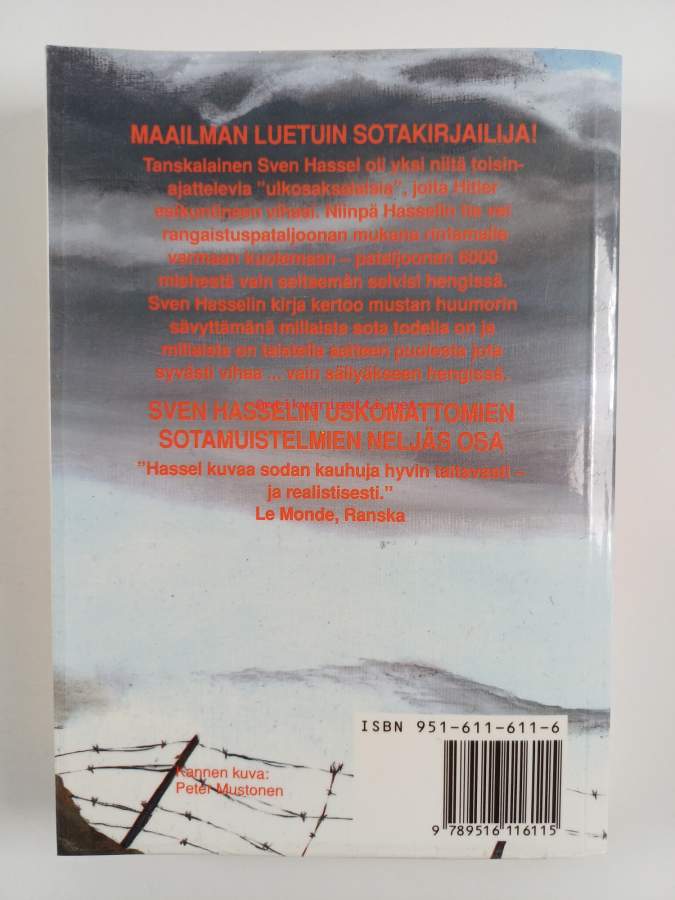 MAAILMAN LUETUIN SOTAKIRJAILIJA!
Tanskalainen Sven Hassel oli yksi niitä toisin-
ajattelevia "ulkosaksalaisia", joita Hitler
esikuntineen vihasi. Niinpä Hasselin tie vei
rangaistuspataljoonan mukana rintamalle
varmaan kuolemaan – pataljoonan 6000
miehestä vain seitsemän selvisi hengissä.
Sven Hasselin kirja kertoo mustan huumorin
sävyttämänä millaista sota todella on ja
millaista on taistella aatteen puolesta jota
syvästi vihaa ... vain säilyäkseen hengissä.
SVEN HASSELIN USKOMATTOMIEN
SOTAMUISTELMIEN NELJÄS OSA
"Hassel kuvaa sodan kauhuja hyvin taitavasti –
ja realistisesti."
Le Monde, Ranska
ISBN 951-611-611-6
9 789516 116115
Kannen kuva:
Peter Mustonen